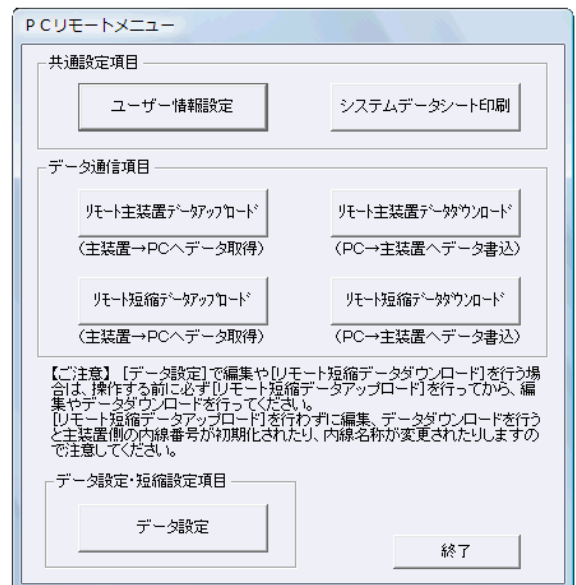 PCリモートメニュー
共通設定項目
ユーザー情報設定
システムデータシート印刷
データ通信項目
ﾘﾓｰﾄ主装置ﾃﾞｰﾀｱｯﾌﾟﾛｰﾄﾞ
ﾘﾓｰﾄ主装置ﾃﾞｰﾀﾀﾞｳﾝﾛｰﾄﾞ
(主装置→PCへデータ取得)
(PC→主装置へデータ書込)
ﾘﾓｰﾄ短縮ﾃﾞｰﾀｱｯﾌﾟﾛｰﾄﾞ
ﾘﾓｰﾄ短縮ﾃﾞｰﾀﾀﾞｳﾝﾛｰﾄﾞ
(主装置→PCへデータ取得)
(PC→主装置へデータ書込)
【ご注意】 [データ設定]で編集や[リモート短縮データダウンロード]を行う場
合は、操作する前に必ず[リモート短縮データアップロード]を行ってから、編
集やデータダウンロードを行ってください。
[リモート短縮データアップロード]を行わずに編集、データダウンロードを行う
と主装置側の内線番号が初期化されたり、内線名称が変更されたりしますの
で注意してください。
データ設定・短縮設定項目
データ設定
終了